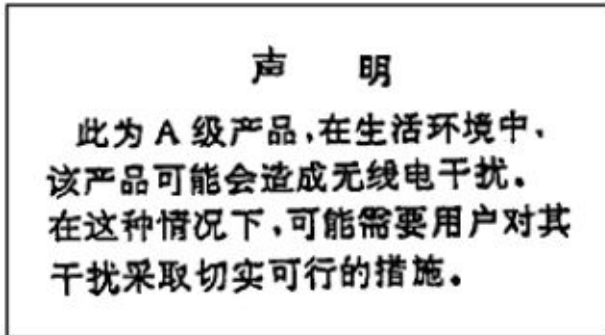 声 明
此为 A 级产品,在生活环境中,
该产品可能会造成无线电干扰。
在这种情况下,可能需要用户对其
干扰采取切实可行的措施。